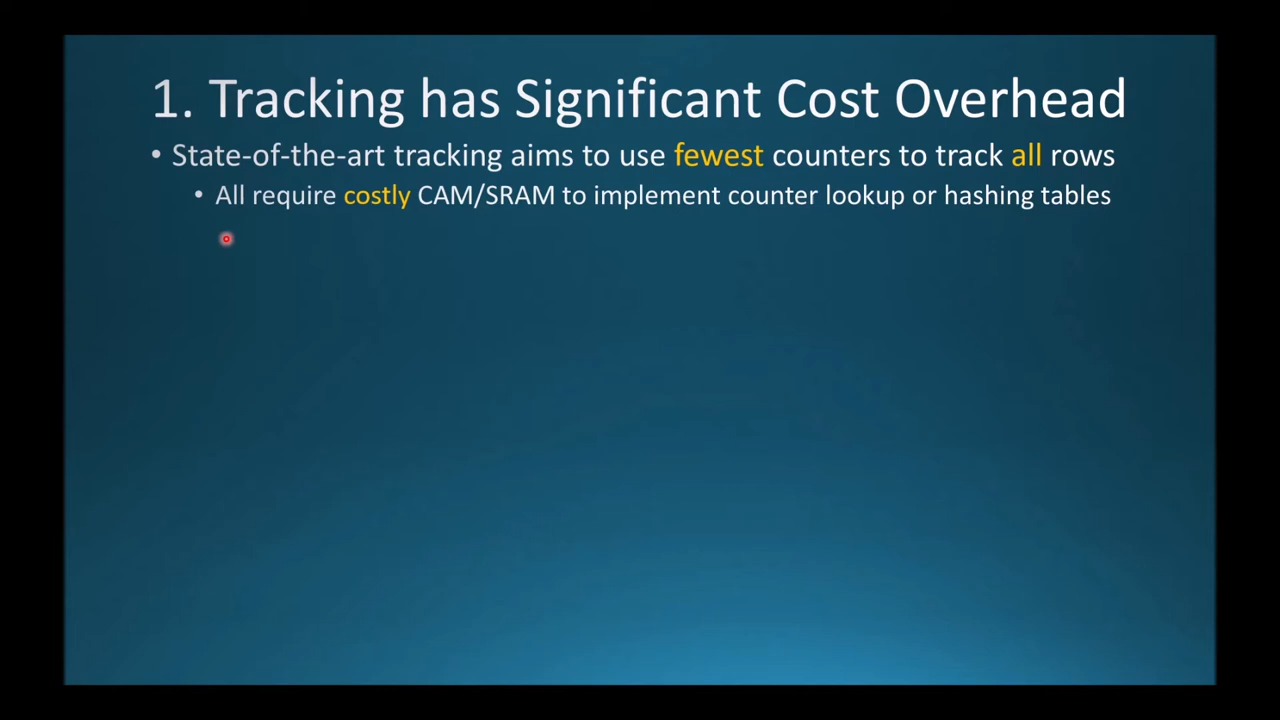 1. Tracking has Significant Cost Overhead
• State-of-the-art tracking aims to use fewest counters to track all rows
• All require costly CAM/SRAM to implement counter lookup or hashing tables